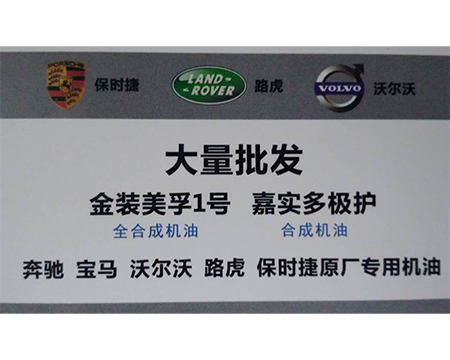 PORSCHE 保时捷 LAND ROVER 路虎 VOLVO 沃尔沃
大量批发
金装美孚1号 嘉实多极护
全合成机油 合成机油
奔驰 宝马 沃尔沃 路虎 保时捷原厂专用机油